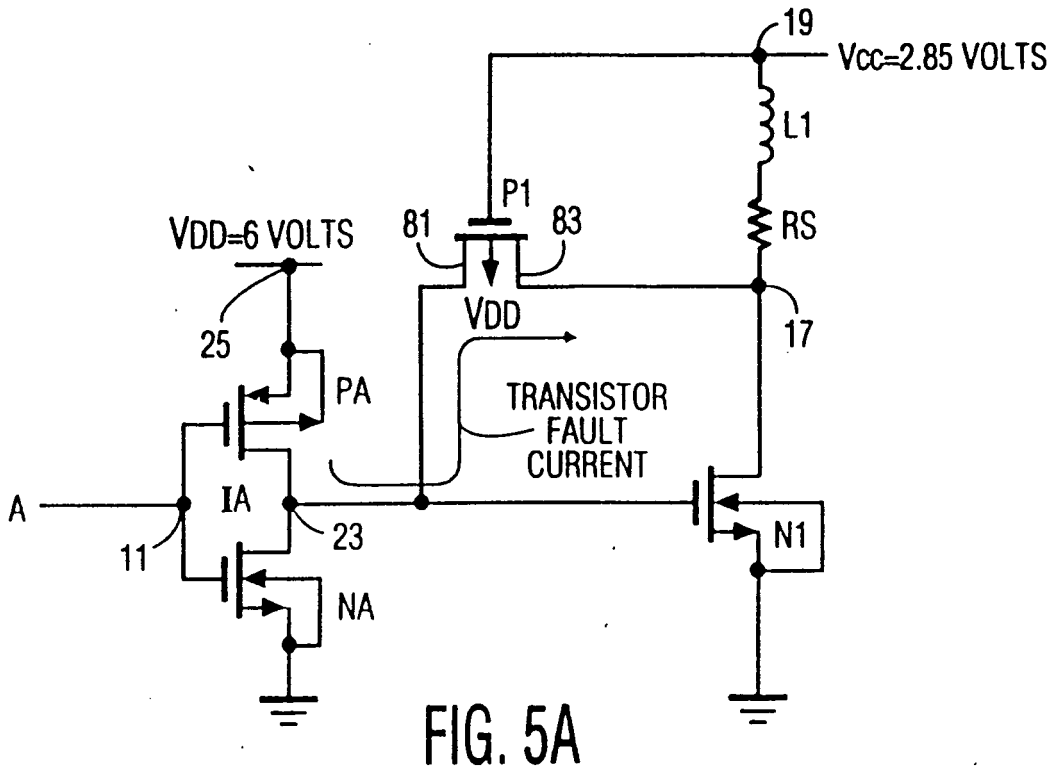 19
VCC=2.85 VOLTS
L1
P1
81
83
RS
VDD=6 VOLTS
25
VDD
17
PA
TRANSISTOR
FAULT
CURRENT
A
IA
11
23
N1
NA
FIG. 5A